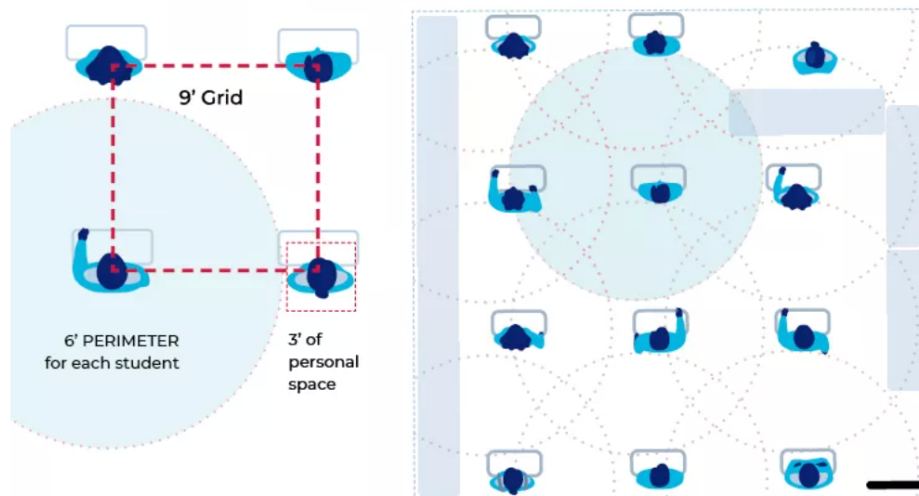 9' Grid
6' PERIMETER
for each student
3' of
personal
space